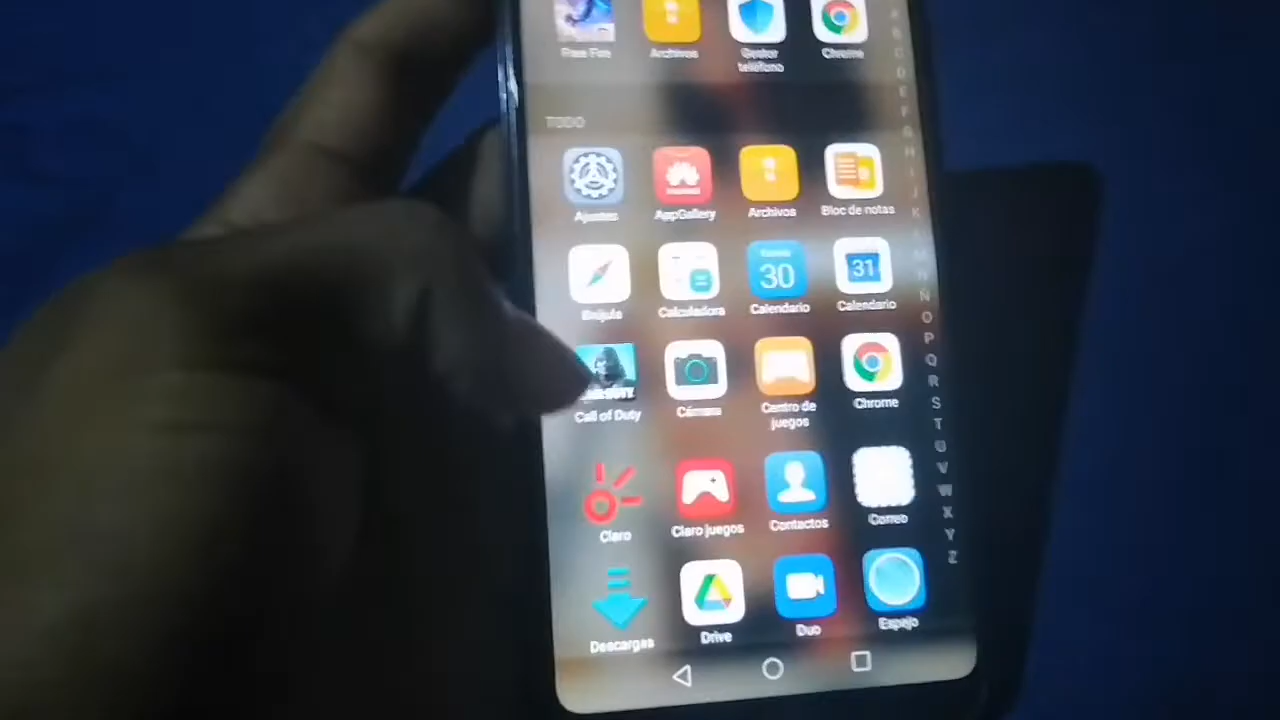 Free Fire
Archivos
Gestor
teléfono
Chrome
TODO
Ajustes
AppGallery
Archivos
Bloc de notas
Brújula
Calculadora
30
Calendario
31
Calendario
Call of Duty
Cámara
Centro de
juegos
Chrome
Claro
Claro juegos
Contactos
Correo
Descargas
Drive
Duo
Espejo
A
B
C
D
E
F
G
H
I
J
K
L
M
N
Ñ
O
P
Q
R
S
T
U
V
W
X
Y
Z